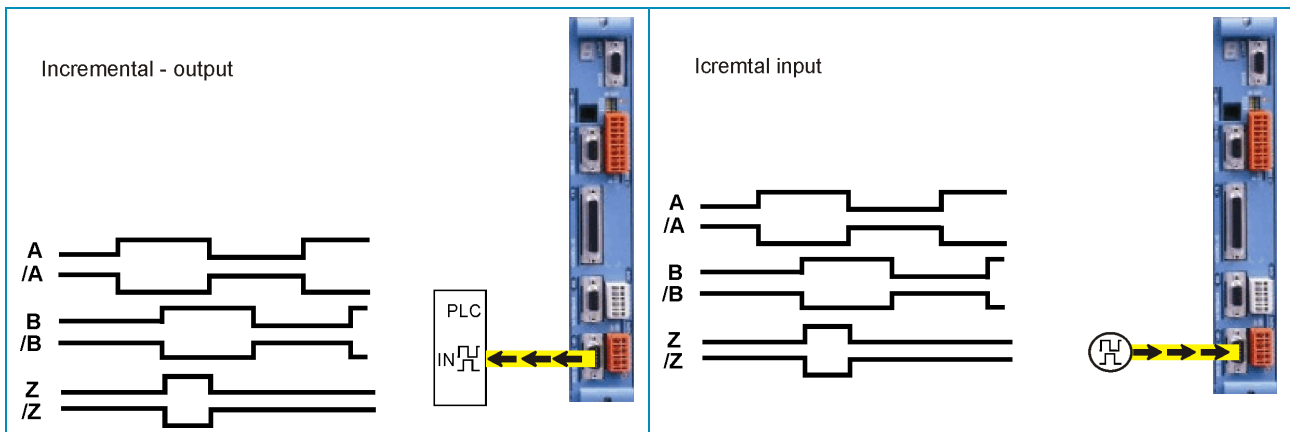 Incremental - output
A
/A
B
/B
Z
/Z
PLC
IN
Icremtal input
A
/A
B
/B
Z
/Z